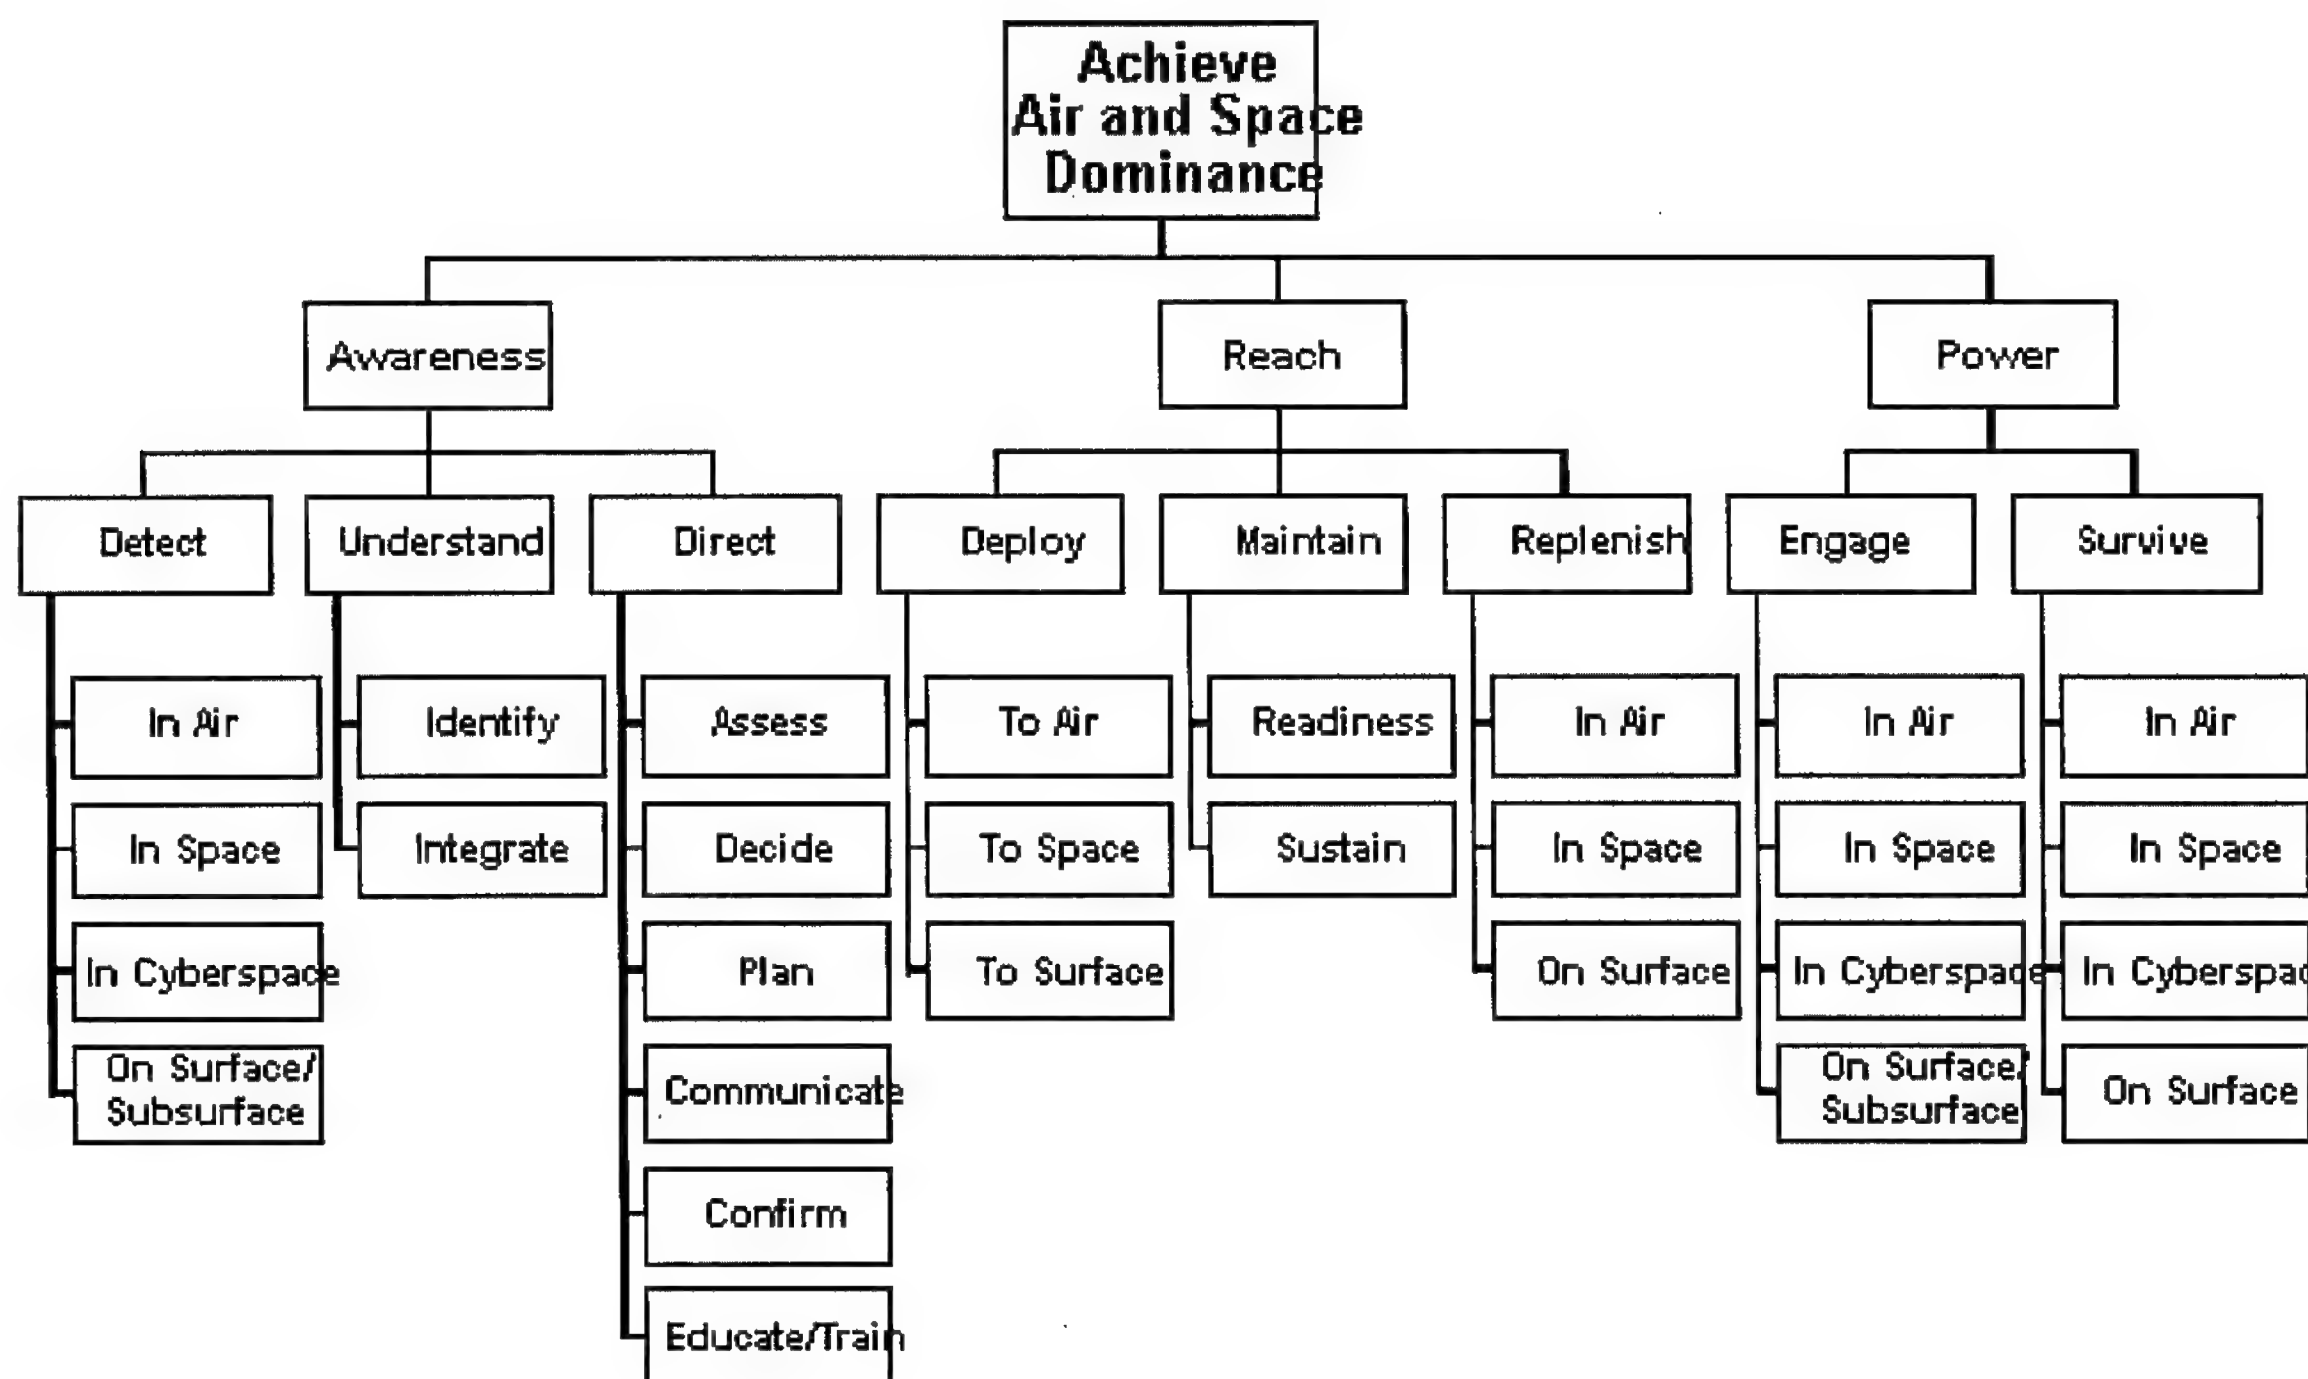 Achieve
Air and Space
Dominance
Awareness
Reach
Power
Detect
Understand
Direct
Deploy
Maintain
Replenish
Engage
Survive
In Air
Identify
Assess
To Air
Readiness
In Air
In Air
In Air
In Space
Integrate
Decide
To Space
Sustain
In Space
In Space
In Space
In Cyberspace
Plan
To Surface
On Surface
In Cyberspace
In Cyberspac
On Surface/
Subsurface
Communicate
On Surface/
Subsurface
On Surface
Confirm
Educate/Train